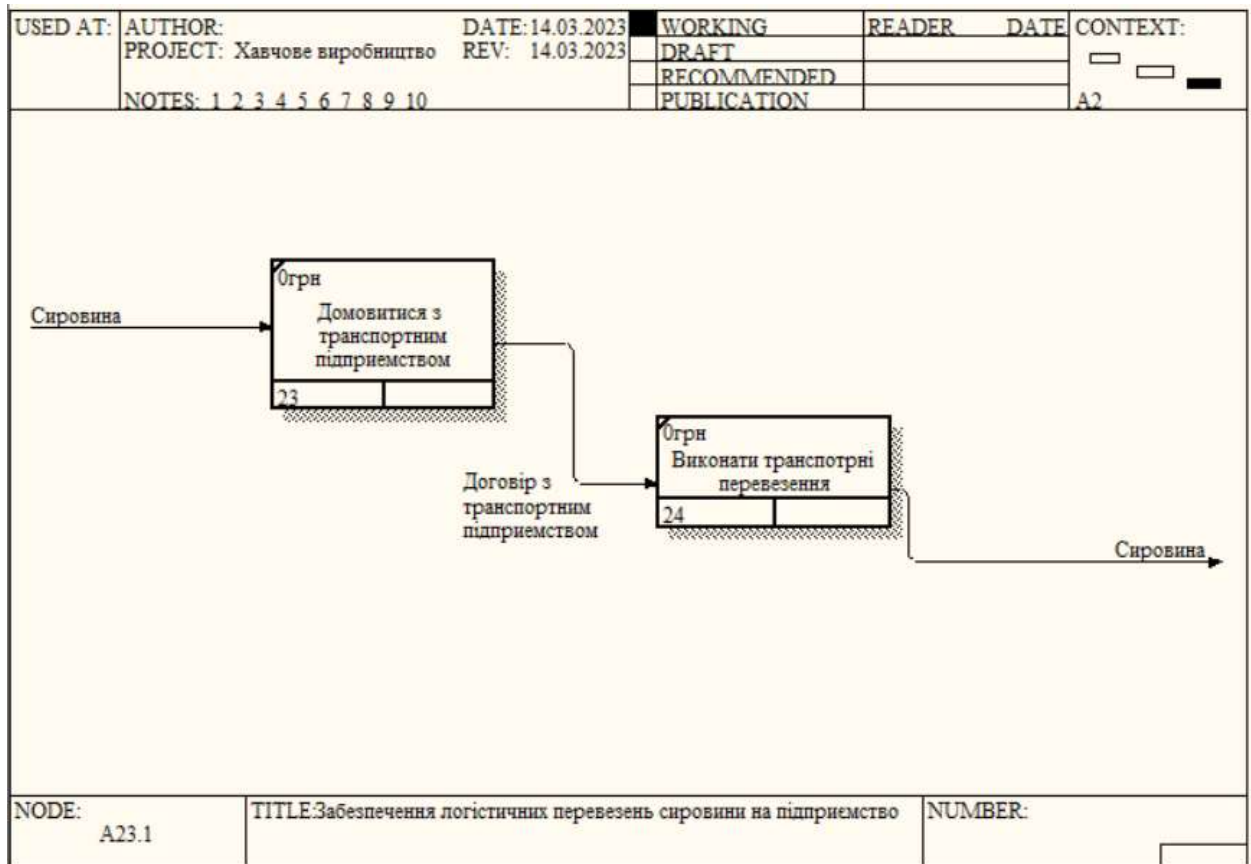 USED AT: AUTHOR: DATE: 14.03.2023 WORKING READER DATE CONTEXT:
PROJECT: Хавчове виробництво REV: 14.03.2023 DRAFT
RECOMMENDED
NOTES: 1 2 3 4 5 6 7 8 9 10 PUBLICATION A2
0грн
Сировина
Домовитися з
транспортним
підприемством
23
0грн
Виконати транспотрні
перевезення
24
Договір з
транспортним
підприемством
Сировина
NODE: TITLE:Забезпечення логістичних перевезень сировини на підприємство NUMBER:
A23.1